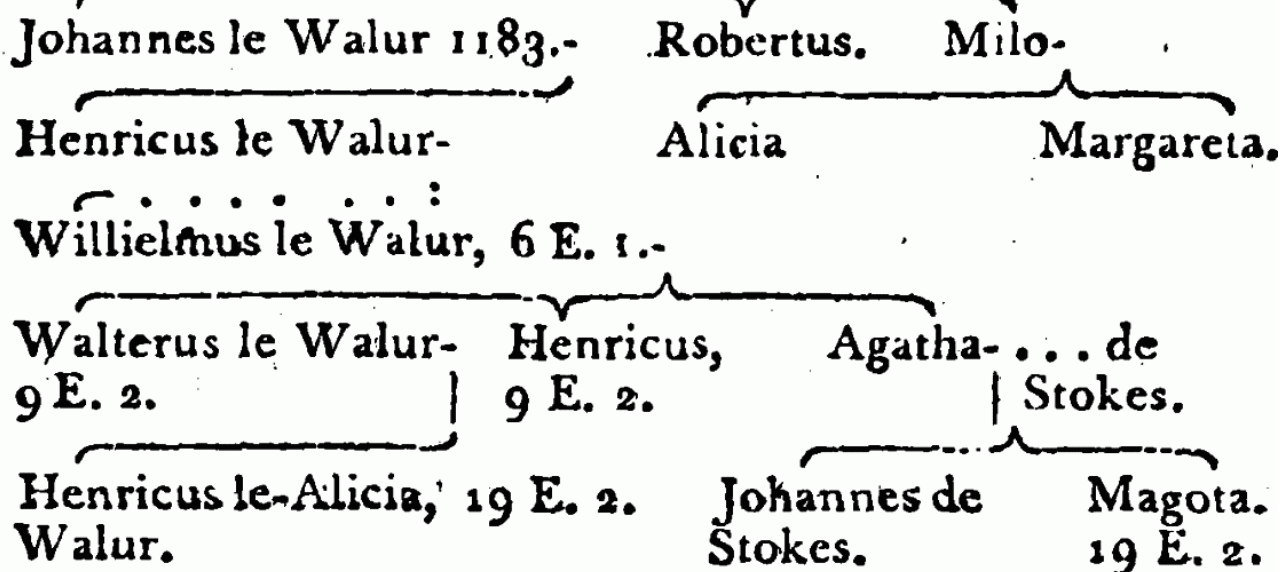 Johannes le Walur 1183.- Robertus. Milo-
Henricus le Walur- Alicia Margareta.
Willielmus le Walur, 6 E. 1.-
Walterus le Walur- Henricus, Agatha- . . . de
9 E. 2. 9 E. 2. Stokes.
Henricus le-Alicia, 19 E. 2. Johannes de Magota.
Walur. Stokes. 19 E. 2.